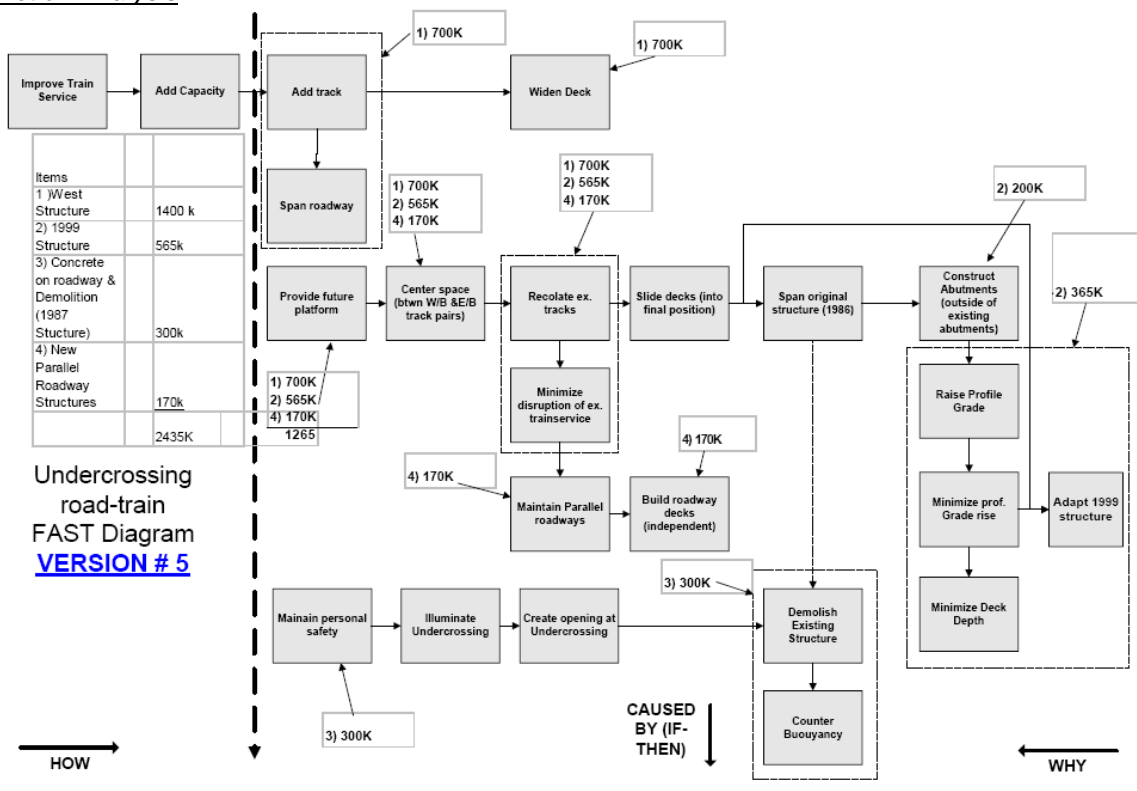 1) 700K
1) 700K
Improve Train
Service
Add Capacity
Add track
Widen Deck
Items
1 )West
Structure
1400 k
2) 1999
Structure
565k
3) Concrete
on roadway &
Demolition
(1987
Stucture)
300k
4) New
Parallel
Roadway
Structures
170k
2435K
Span roadway
1) 700K
2) 565K
4) 170K
1) 700K
2) 565K
4) 170K
2) 200K
2) 365K
Provide future
platform
Center space
(btwn W/B &E/B
track pairs)
Recolate ex.
tracks
Slide decks (into
final position)
Span original
structure (1986)
Construct
Abutments
(outside of
existing
abutments)
1) 700K
2) 565K
4) 170K
1265
Minimize
disruption of ex.
trainservice
Raise Profile
Grade
4) 170K
4) 170K
Maintain Parallel
roadways
Build roadway
decks
(independent)
Minimize prof.
Grade rise
Adapt 1999
structure
Undercrossing
road-train
FAST Diagram
VERSION # 5
3) 300K
Mainain personal
safety
Illuminate
Undercrossing
Create opening at
Undercrossing
Demolish
Existing
Structure
Minimize Deck
Depth
3) 300K
Counter
Buouyancy
CAUSED
BY (IF-
THEN)
HOW
WHY